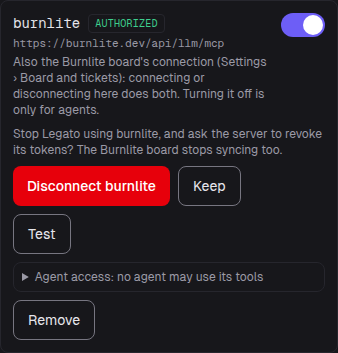 burnlite AUTHORIZED
https://burnlite.dev/api/llm/mcp
Also the Burnlite board's connection (Settings
› Board and tickets): connecting or
disconnecting here does both. Turning it off is
only for agents.
Stop Legato using burnlite, and ask the server to revoke
its tokens? The Burnlite board stops syncing too.
Disconnect burnlite Keep
Test
▶ Agent access: no agent may use its tools
Remove